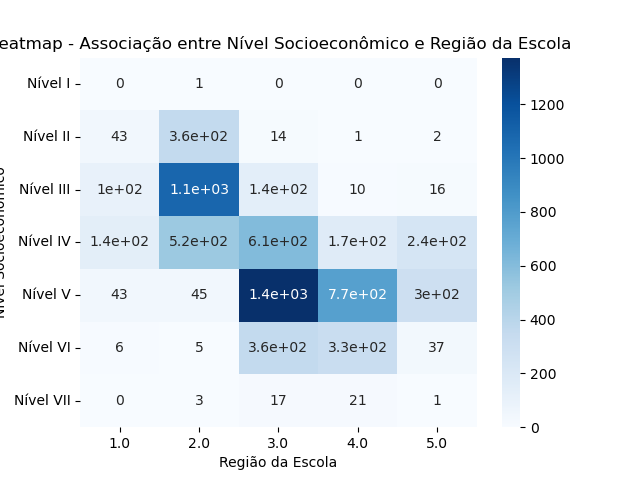 eatmap - Associação entre Nível Socioeconômico e Região da Escola
Nível Socioeconômico
Nível I 0 1 0 0 0
Nível II 43 3.6e+02 14 1 2
Nível III 1e+02 1.1e+03 1.4e+02 10 16
Nível IV 1.4e+02 5.2e+02 6.1e+02 1.7e+02 2.4e+02
Nível V 43 45 1.4e+03 7.7e+02 3e+02
Nível VI 6 5 3.6e+02 3.3e+02 37
Nível VII 0 3 17 21 1
1.0 2.0 3.0 4.0 5.0
Região da Escola
1200
1000
800
600
400
200
0